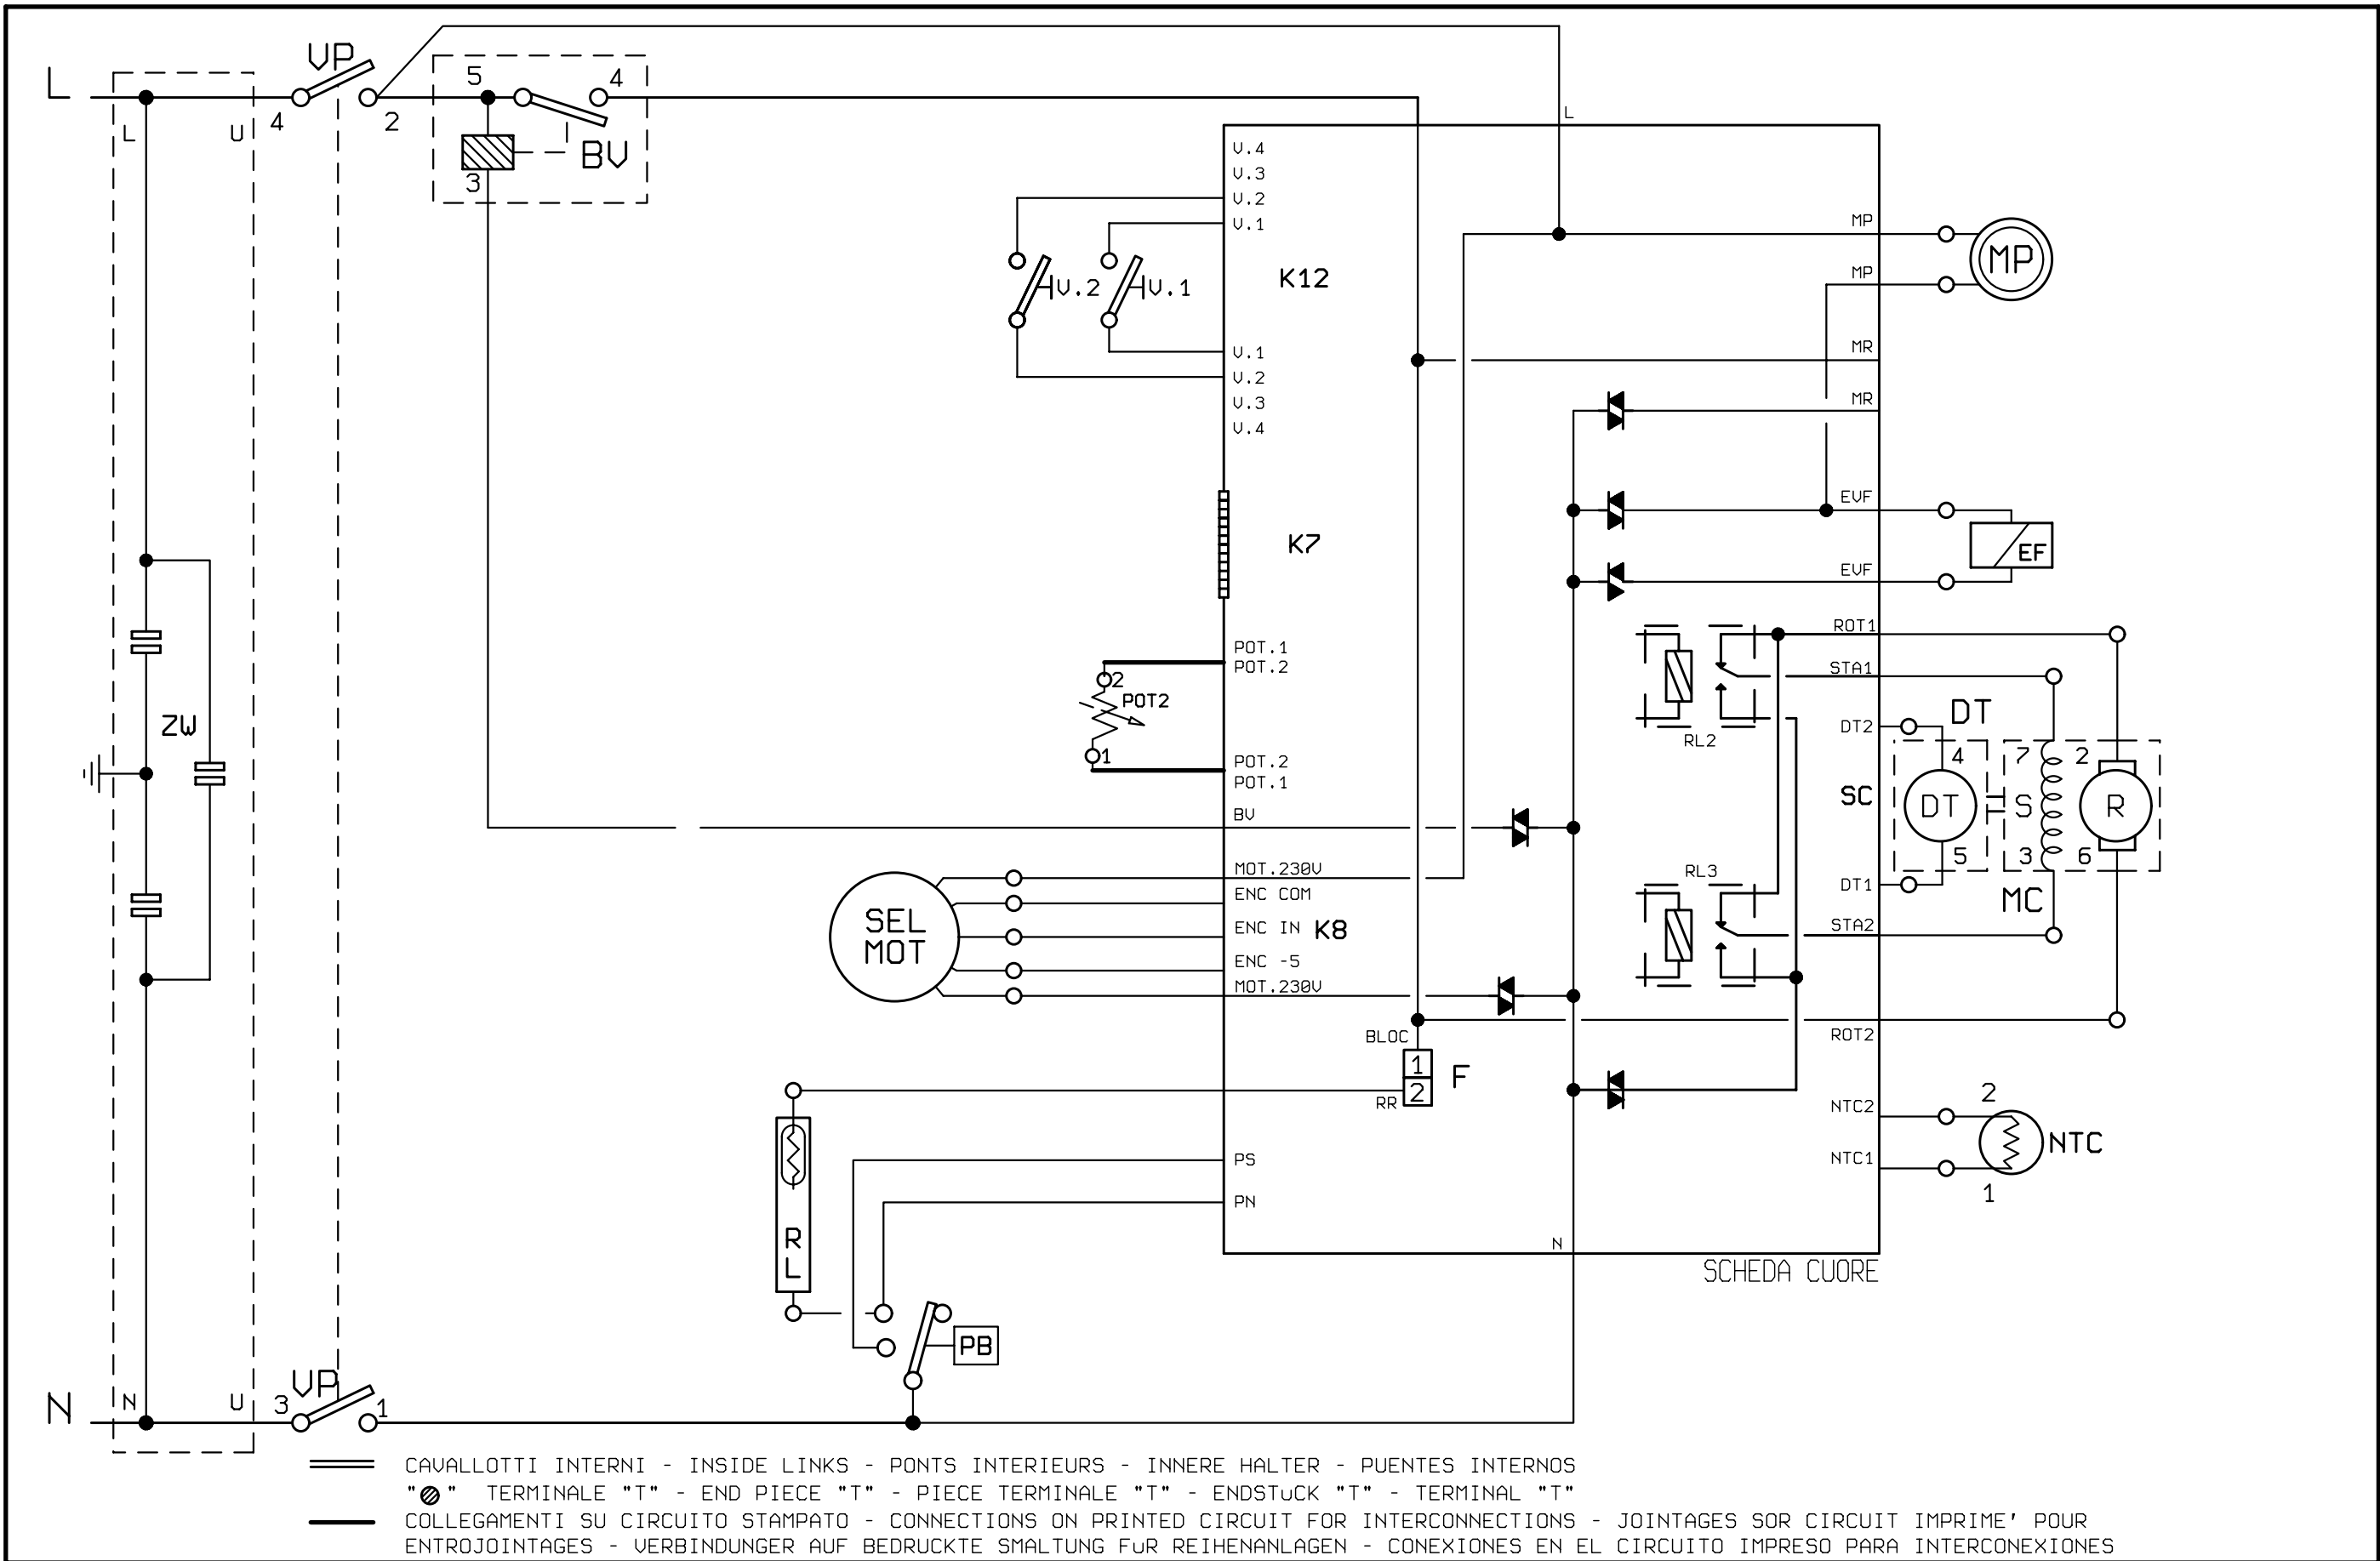 VP
L
5
4
L
U
4
2
BV
3
L
V.4
V.3
V.2
V.1
K12
V.2
V.1
V.1
V.2
V.3
V.4
MP
MP
MP
MR
MR
K7
EVF
EF
EVF
POT.1
POT.2
2
POT2
1
POT.2
POT.1
BV
ROT1
STA1
RL2
DT2
DT
4
7
2
ZW
SC
DT
S
R
5
3
6
RL3
DT1
MC
STA2
MOT.230V
ENC COM
ENC IN
K8
ENC -5
MOT.230V
SEL
MOT
BLOC
1
F
2
RR
ROT2
NTC2
2
NTC
NTC1
1
PS
PN
RL
N
SCHEDA CUORE
PB
VP
N
N
U
3
1
CAVALLOTTI INTERNI - INSIDE LINKS - PONTS INTERIEURS - INNERE HALTER - PUENTES INTERNOS
" " TERMINALE "T" - END PIECE "T" - PIECE TERMINALE "T" - ENDSTüCK "T" - TERMINAL "T"
COLLEGAMENTI SU CIRCUITO STAMPATO - CONNECTIONS ON PRINTED CIRCUIT FOR INTERCONNECTIONS - JOINTAGES SOR CIRCUIT IMPRIME' POUR
ENTROJOINTAGES - VERBINDUNGER AUF BEDRUCKTE SMALTUNG FüR REIHENANLAGEN - CONEXIONES EN EL CIRCUITO IMPRESO PARA INTERCONEXIONES